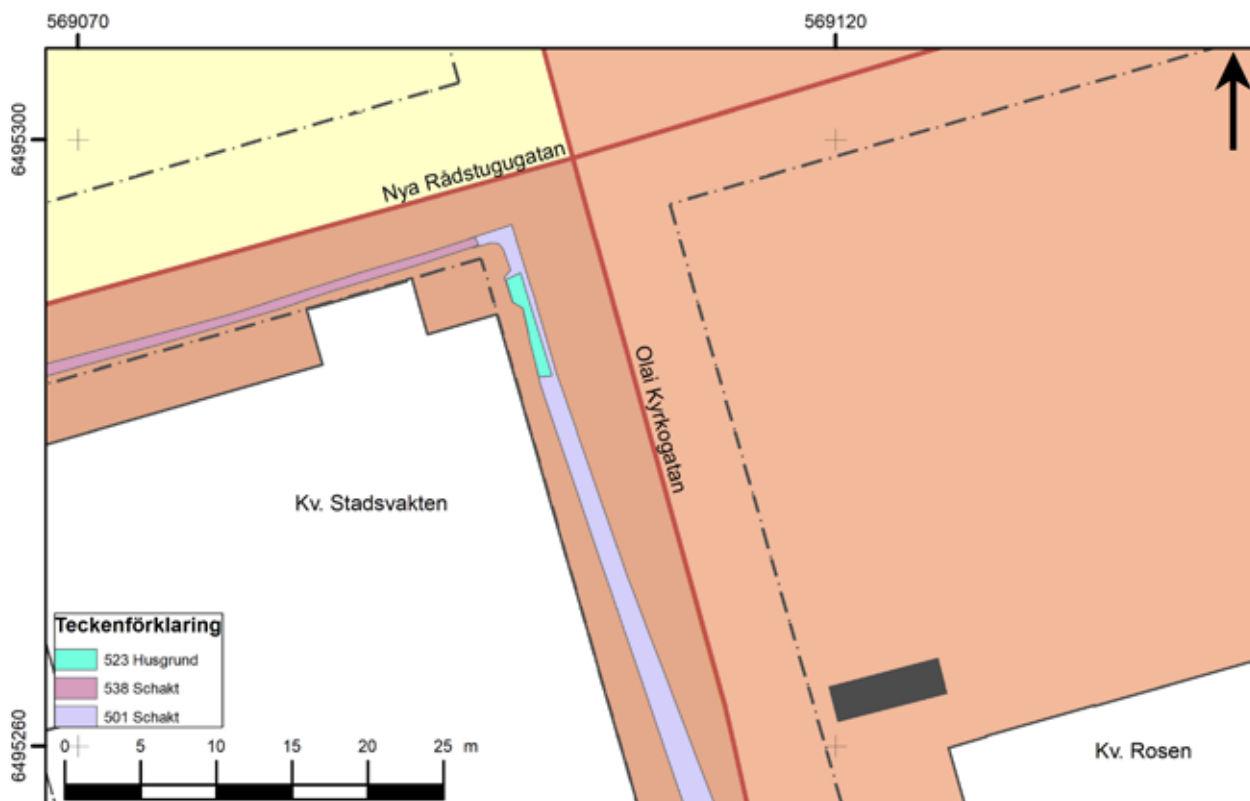 569070
569120
6495300
Nya Rådstugugatan
Olai Kyrkogatan
Kv. Stadsvakten
Teckenförklaring
523 Husgrund
538 Schakt
501 Schakt
6495260
0 5 10 15 20 25 m
Kv. Rosen